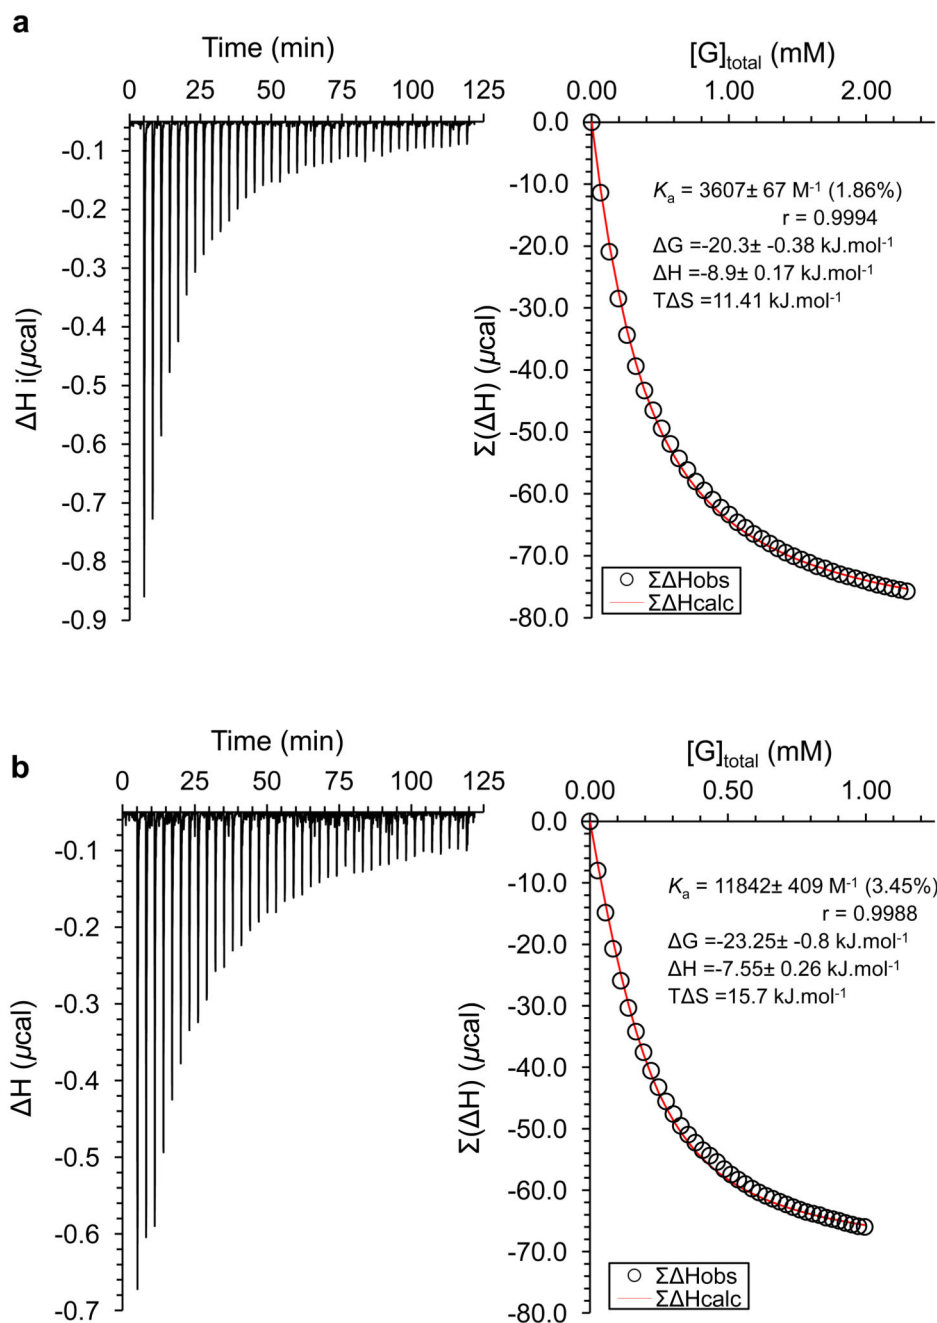 a
Time (min)
0 25 50 75 100 125
-0.1
-0.2
-0.3
-0.4
-0.5
-0.6
-0.7
-0.8
-0.9
ΔH i(μcal)
[G]total (mM)
0.00 1.00 2.00
0.0
-10.0
-20.0
-30.0
-40.0
-50.0
-60.0
-70.0
-80.0
Σ(ΔH) (μcal)
Ka = 3607± 67 M-1 (1.86%)
r = 0.9994
ΔG =-20.3± -0.38 kJ.mol-1
ΔH =-8.9± 0.17 kJ.mol-1
TΔS =11.41 kJ.mol-1
ΣΔHobs
ΣΔHcalc
b
Time (min)
0 25 50 75 100 125
-0.1
-0.2
-0.3
-0.4
-0.5
-0.6
-0.7
ΔH (μcal)
[G]total (mM)
0.00 0.50 1.00
0.0
-10.0
-20.0
-30.0
-40.0
-50.0
-60.0
-70.0
-80.0
Σ(ΔH) (μcal)
Ka = 11842± 409 M-1 (3.45%)
r = 0.9988
ΔG =-23.25± -0.8 kJ.mol-1
ΔH =-7.55± 0.26 kJ.mol-1
TΔS =15.7 kJ.mol-1
ΣΔHobs
ΣΔHcalc